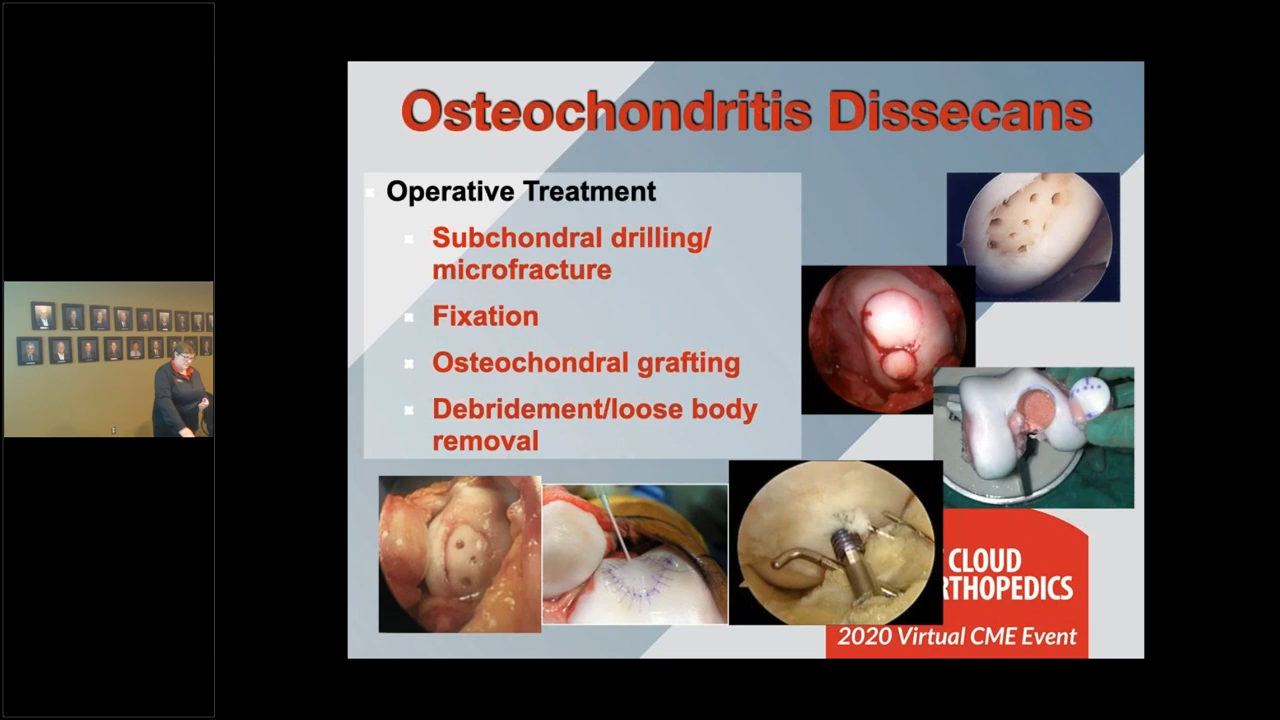 Osteochondritis Dissecans
Operative Treatment
Subchondral drilling/
microfracture
Fixation
Osteochondral grafting
Debridement/loose body
removal
CLOUD
RTHOPEDICS
2020 Virtual CME Event